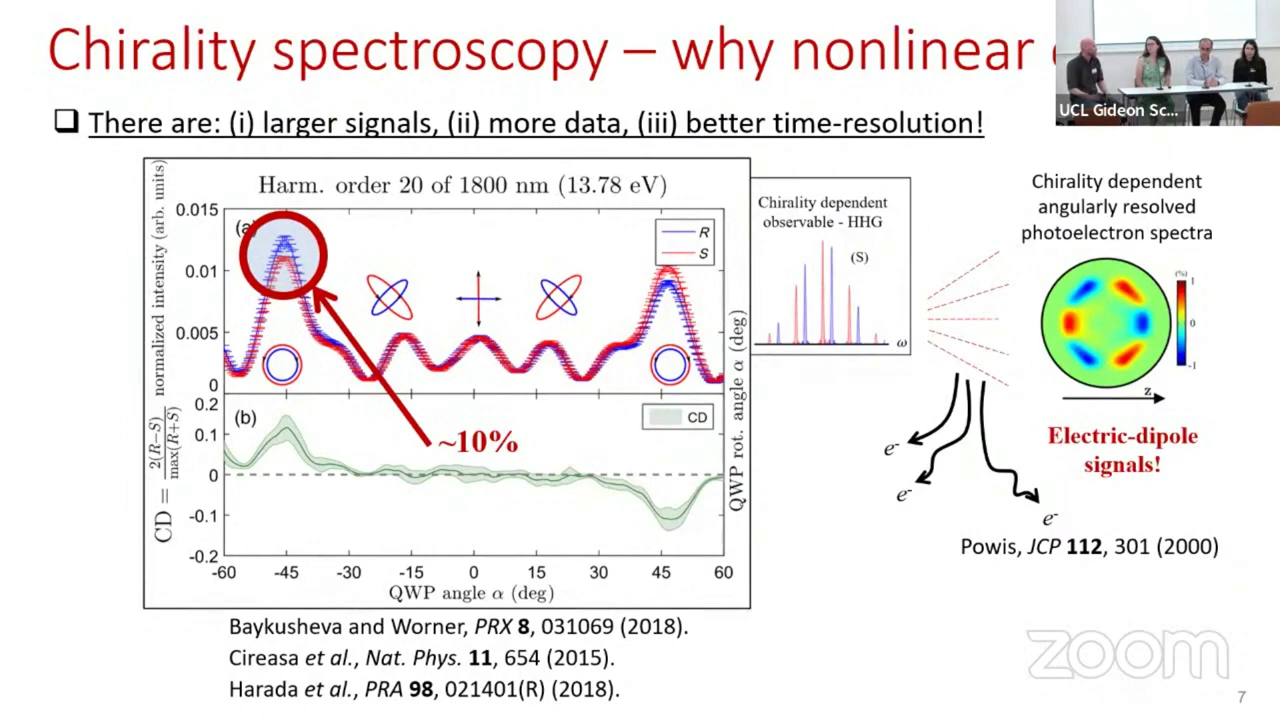 Chirality spectroscopy – why nonlinear
UCL Gideon Sc...
❑ There are: (i) larger signals, (ii) more data, (iii) better time-resolution!
Harm. order 20 of 1800 nm (13.78 eV)
normalized intensity (arb. units)
0.015
0.01
0.005
0
(a)
R
S
~10%
CD = 2(R−S) / max(R+S)
0.2
0.1
0
-0.1
-0.2
(b)
CD
-60 -45 -30 -15 0 15 30 45 60
QWP angle α (deg)
QWP rot. angle α (deg)
Chirality dependent
observable - HHG
(S)
ω
Chirality dependent
angularly resolved
photoelectron spectra
(%)
1
0
-1
z
Electric-dipole
signals!
e-
e-
e-
Powis, JCP 112, 301 (2000)
Baykusheva and Worner, PRX 8, 031069 (2018).
Cireasa et al., Nat. Phys. 11, 654 (2015).
Harada et al., PRA 98, 021401(R) (2018).
zoom
7